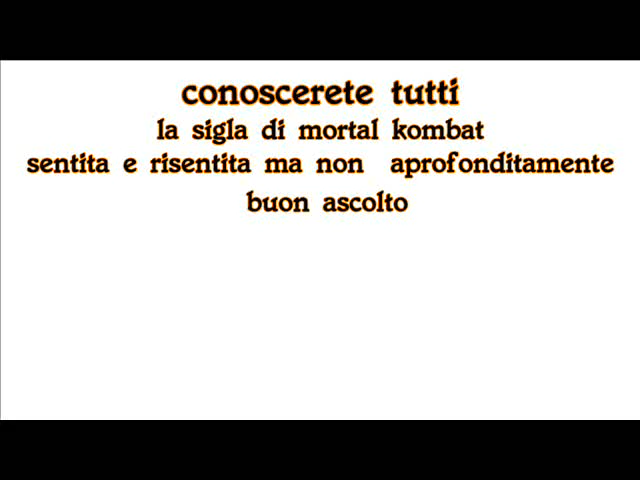 conoscerete tutti
la sigla di mortal kombat
sentita e risentita ma non aprofonditamente
buon ascolto